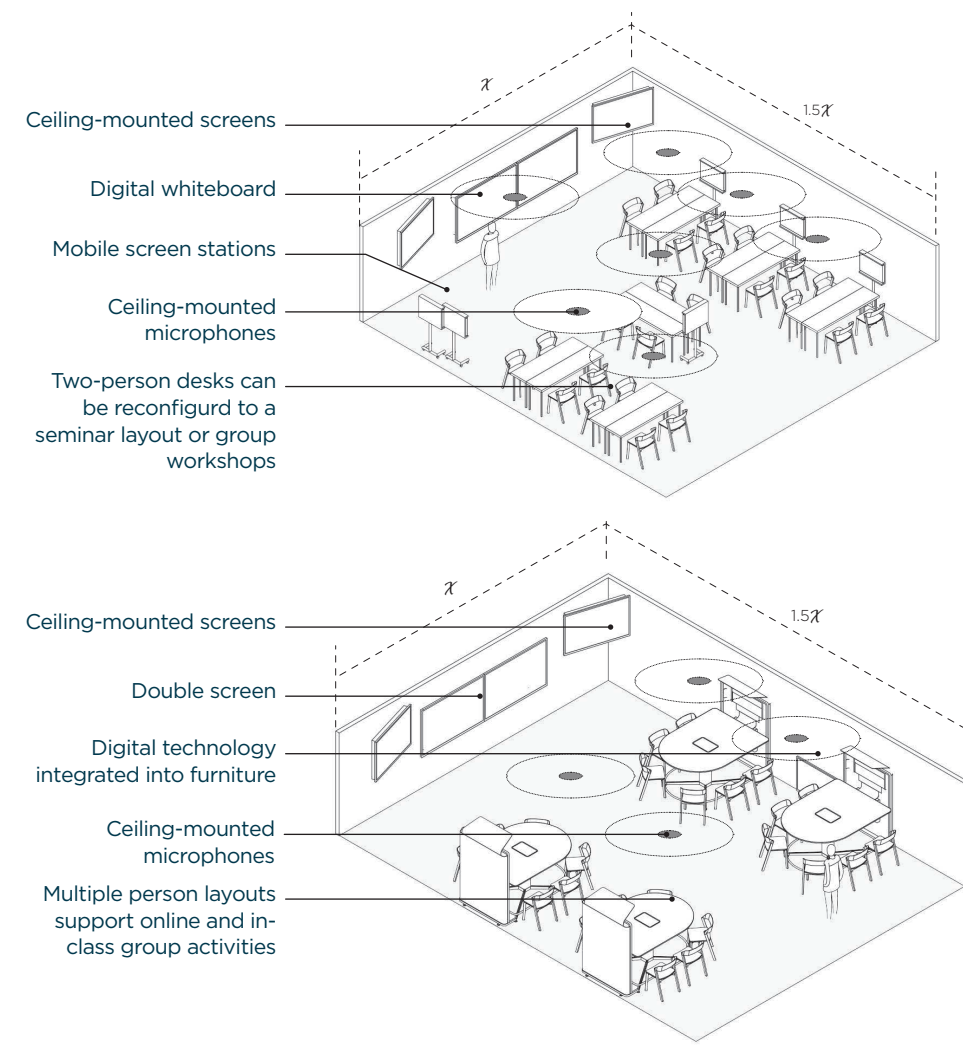 χ
1.5χ
Ceiling-mounted screens
Digital whiteboard
Mobile screen stations
Ceiling-mounted
microphones
Two-person desks can
be reconfigurd to a
seminar layout or group
workshops
χ
1.5χ
Ceiling-mounted screens
Double screen
Digital technology
integrated into furniture
Ceiling-mounted
microphones
Multiple person layouts
support online and in-
class group activities